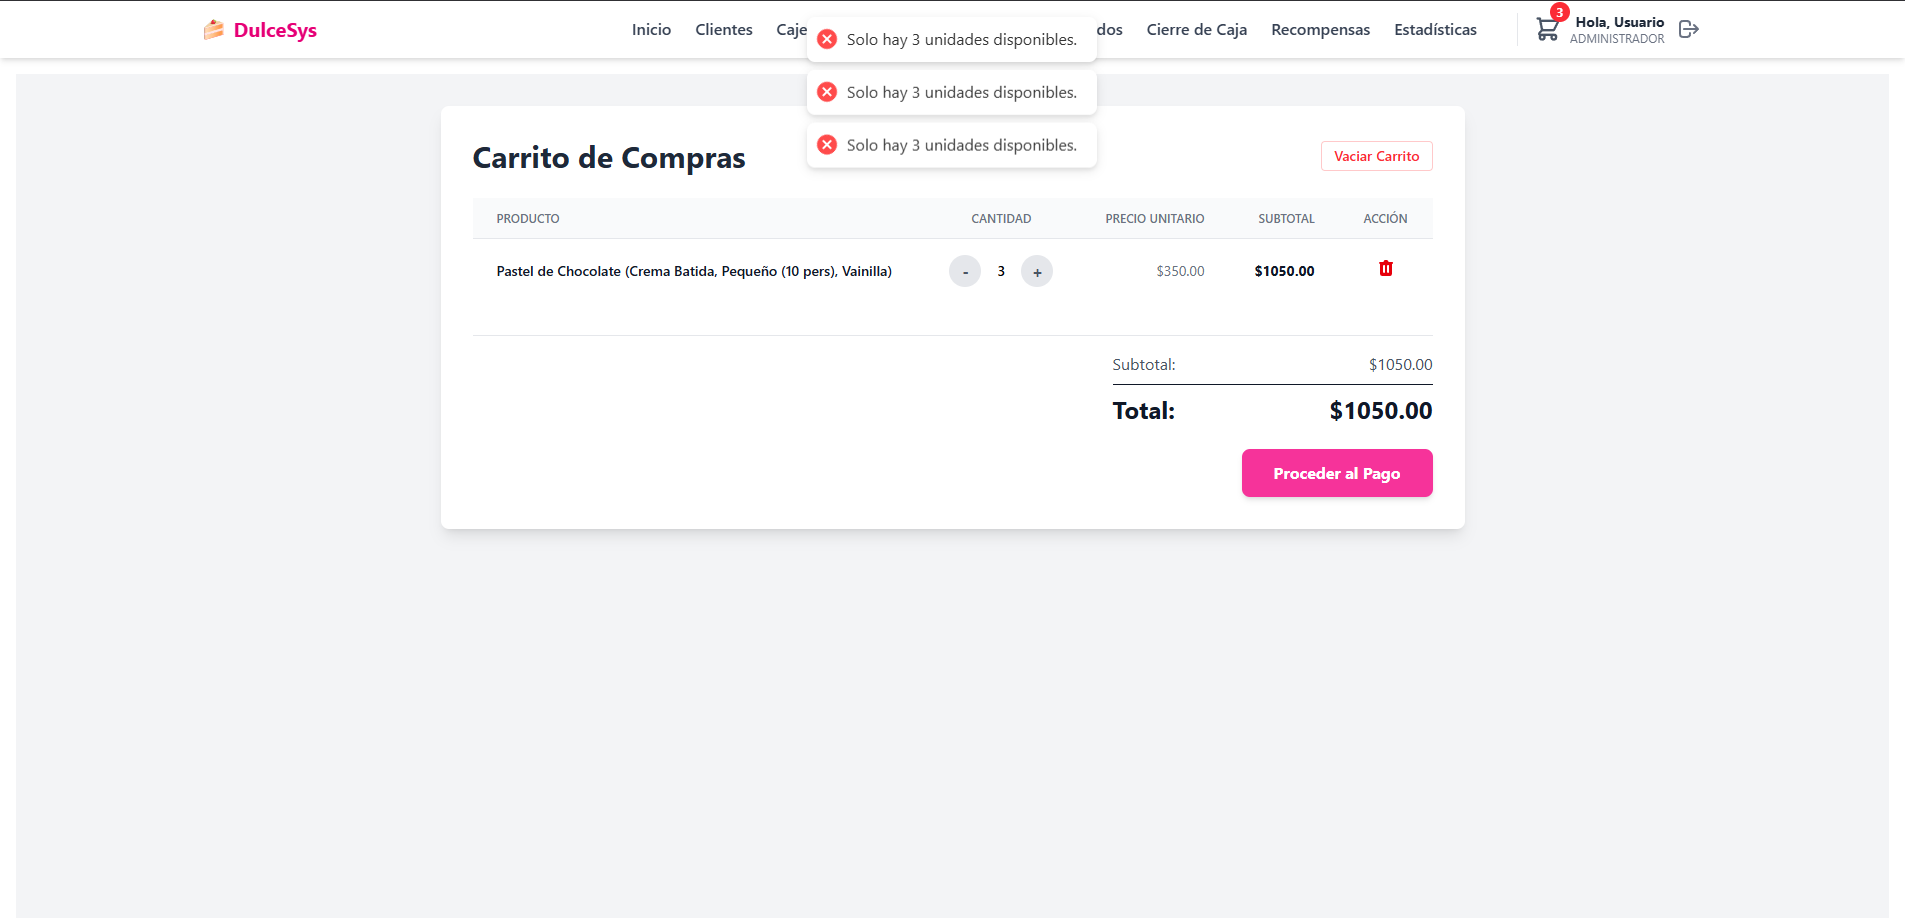 DulceSys
Inicio Clientes Caje dos Cierre de Caja Recompensas Estadísticas
3
Hola, Usuario
ADMINISTRADOR
Solo hay 3 unidades disponibles.
Solo hay 3 unidades disponibles.
Solo hay 3 unidades disponibles.
Carrito de Compras
Vaciar Carrito
PRODUCTO CANTIDAD PRECIO UNITARIO SUBTOTAL ACCIÓN
Pastel de Chocolate (Crema Batida, Pequeño (10 pers), Vainilla) - 3 + $350.00 $1050.00
Subtotal: $1050.00
Total: $1050.00
Proceder al Pago